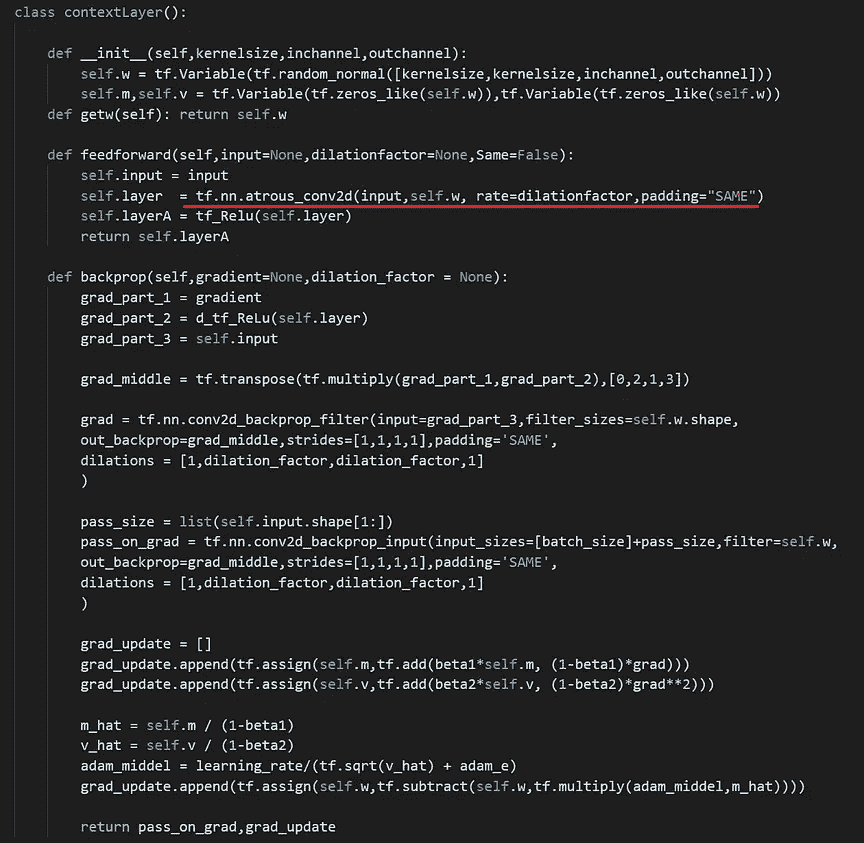 class contextLayer():
def __init__(self,kernelsize,inchannel,outchannel):
self.w = tf.Variable(tf.random_normal([kernelsize,kernelsize,inchannel,outchannel]))
self.m,self.v = tf.Variable(tf.zeros_like(self.w)),tf.Variable(tf.zeros_like(self.w))
def getw(self): return self.w
def feedforward(self,input=None,dilationfactor=None,Same=False):
self.input = input
self.layer  = tf.nn.atrous_conv2d(input,self.w, rate=dilationfactor,padding="SAME")
self.layerA = tf_Relu(self.layer)
return self.layerA
def backprop(self,gradient=None,dilation_factor = None):
grad_part_1 = gradient
grad_part_2 = d_tf_ReLu(self.layer)
grad_part_3 = self.input
grad_middle = tf.transpose(tf.multiply(grad_part_1,grad_part_2),[0,2,1,3])
grad = tf.nn.conv2d_backprop_filter(input=grad_part_3,filter_sizes=self.w.shape,
out_backprop=grad_middle,strides=[1,1,1,1],padding='SAME',
dilations = [1,dilation_factor,dilation_factor,1]
)
pass_size = list(self.input.shape[1:])
pass_on_grad = tf.nn.conv2d_backprop_input(input_sizes=[batch_size]+pass_size,filter=self.w,
out_backprop=grad_middle,strides=[1,1,1,1],padding='SAME',
dilations = [1,dilation_factor,dilation_factor,1]
)
grad_update = []
grad_update.append(tf.assign(self.m,tf.add(beta1*self.m, (1-beta1)*grad)))
grad_update.append(tf.assign(self.v,tf.add(beta2*self.v, (1-beta2)*grad**2)))
m_hat = self.m / (1-beta1)
v_hat = self.v / (1-beta2)
adam_middel = learning_rate/(tf.sqrt(v_hat) + adam_e)
grad_update.append(tf.assign(self.w,tf.subtract(self.w,tf.multiply(adam_middel,m_hat))))
return pass_on_grad,grad_update